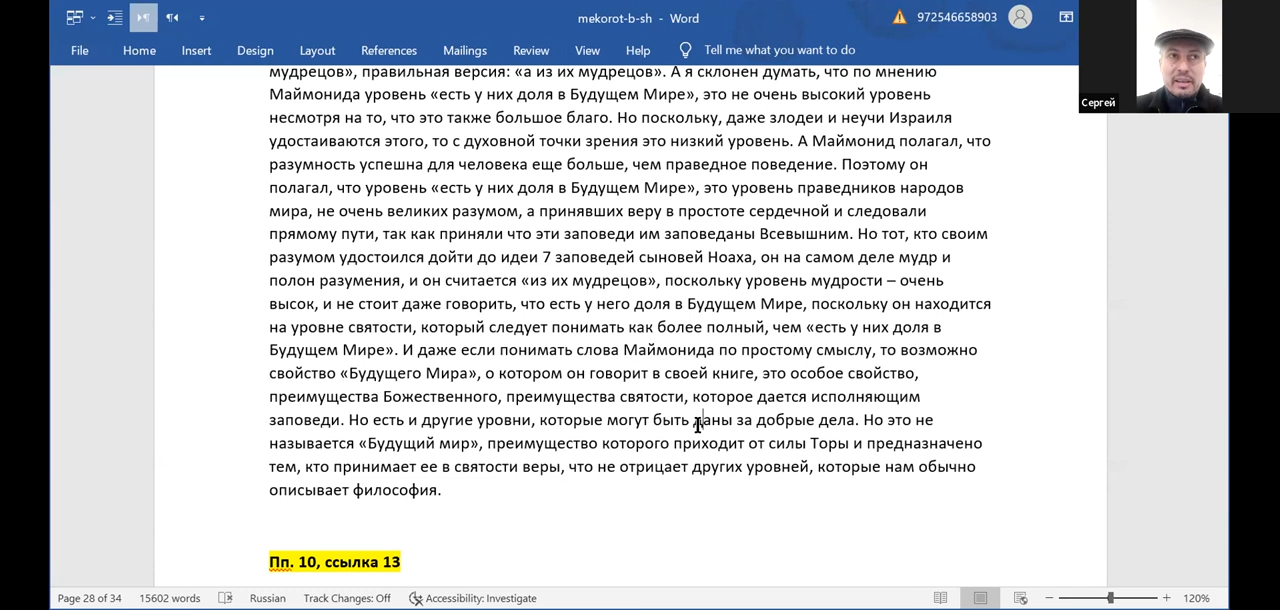 mekorot-b-sh - Word
972546658903
File Home Insert Design Layout References Mailings Review View Help Tell me what you want to do
Сергей
мудрецов», правильная версия: «а из их мудрецов». А я склонен думать, что по мнению
Маймонида уровень «есть у них доля в Будущем Мире», это не очень высокий уровень
несмотря на то, что это также большое благо. Но поскольку, даже злодеи и неучи Израиля
удостаиваются этого, то с духовной точки зрения это низкий уровень. А Маймонид полагал, что
разумность успешна для человека еще больше, чем праведное поведение. Поэтому он
полагал, что уровень «есть у них доля в Будущем Мире», это уровень праведников народов
мира, не очень великих разумом, а принявших веру в простоте сердечной и следовали
прямому пути, так как приняли что эти заповеди им заповеданы Всевышним. Но тот, кто своим
разумом удостоился дойти до идеи 7 заповедей сыновей Ноаха, он на самом деле мудр и
полон разумения, и он считается «из их мудрецов», поскольку уровень мудрости – очень
высок, и не стоит даже говорить, что есть у него доля в Будущем Мире, поскольку он находится
на уровне святости, который следует понимать как более полный, чем «есть у них доля в
Будущем Мире». И даже если понимать слова Маймонида по простому смыслу, то возможно
свойство «Будущего Мира», о котором он говорит в своей книге, это особое свойство,
преимущества Божественного, преимущества святости, которое дается исполняющим
заповеди. Но есть и другие уровни, которые могут быть даны за добрые дела. Но это не
называется «Будущий мир», преимущество которого приходит от силы Торы и предназначено
тем, кто принимает ее в святости веры, что не отрицает других уровней, которые нам обычно
описывает философия.
Пп. 10, ссылка 13
Page 28 of 34 15602 words Russian Track Changes: Off Accessibility: Investigate 120%